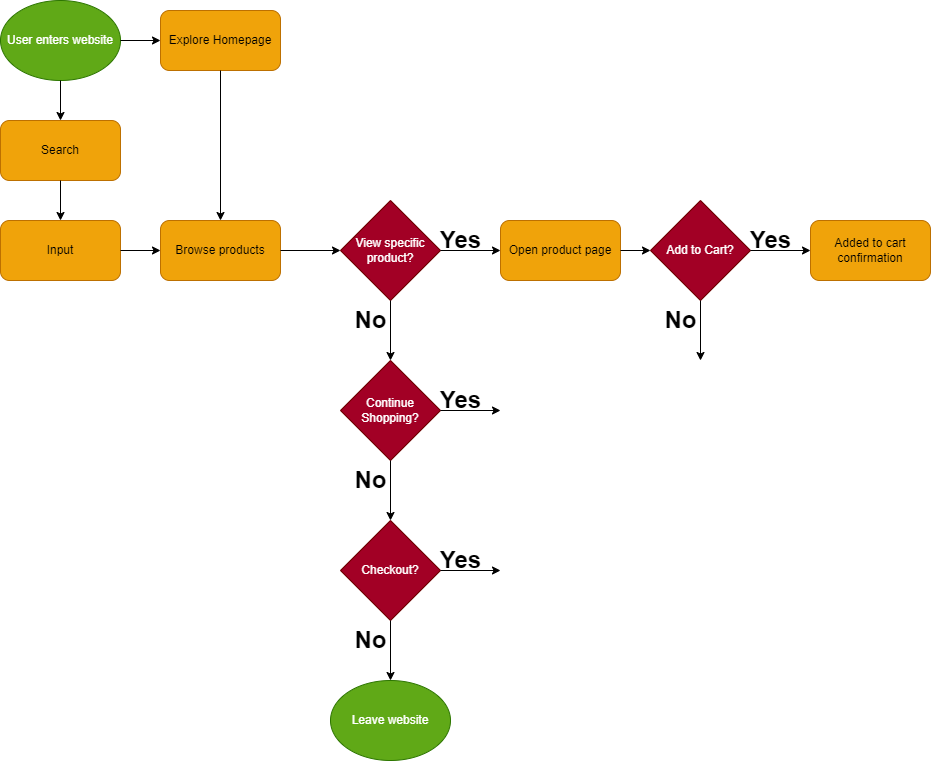 User enters website
Explore Homepage
Search
Input
Browse products
View specific
product?
Yes
Open product page
Add to Cart?
Yes
Added to cart
confirmation
No
No
Continue
Shopping?
Yes
No
Checkout?
Yes
No
Leave website